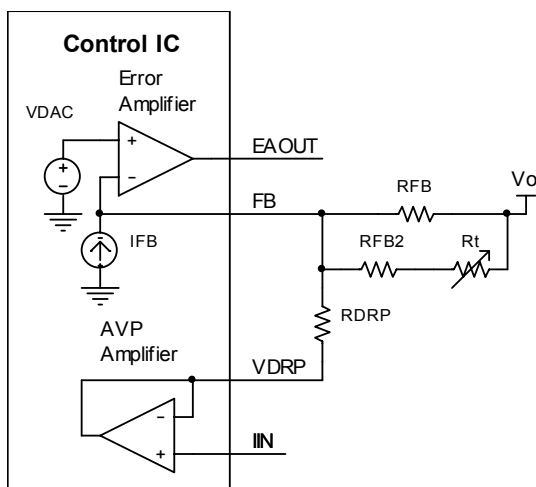 Control IC
Error
Amplifier
VDAC
+
-
+
-
EAOUT
FB
RFB
Vo
IFB
RFB2
Rt
RDRP
AVP
Amplifier
VDRP
-
+
IIN